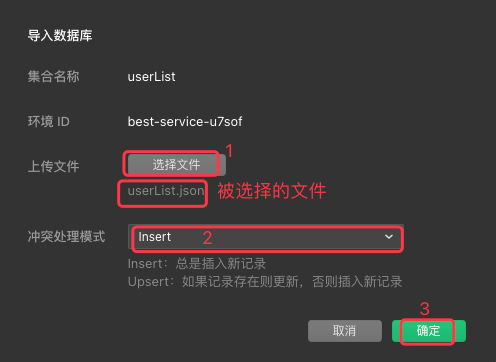 导入数据库
集合名称 userList
环境 ID best-service-u7sof
上传文件 选择文件 1
userList.json 被选择的文件
冲突处理模式 Insert 2
Insert：总是插入新记录
Upsert：如果记录存在则更新，否则插入新记录
3
取消 确定